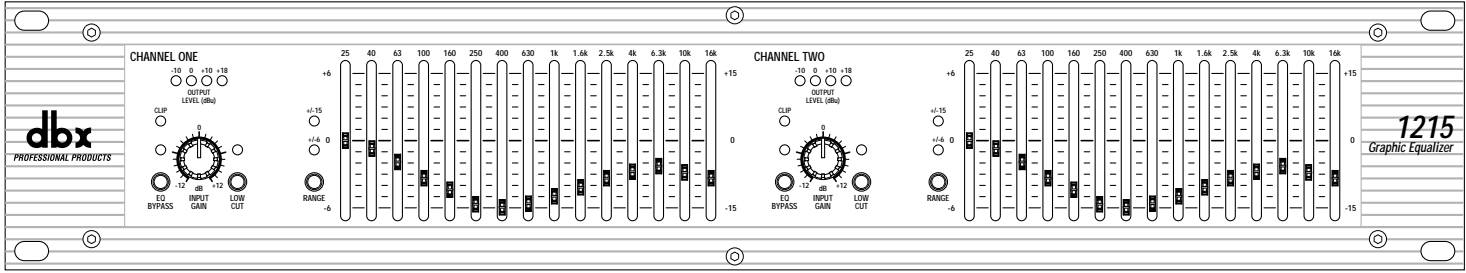 CHANNEL ONE
-10 0 +10 +18
OUTPUT
LEVEL (dBu)
CLIP
0
-12 dB +12
EQ
BYPASS
INPUT
GAIN
LOW
CUT
+/-15
+/-6
RANGE
25 40 63 100 160 250 400 630 1k 1.6k 2.5k 4k 6.3k 10k 16k
+6 +15
0 0
-6 -15
CHANNEL TWO
-10 0 +10 +18
OUTPUT
LEVEL (dBu)
CLIP
0
-12 dB +12
EQ
BYPASS
INPUT
GAIN
LOW
CUT
+/-15
+/-6
RANGE
25 40 63 100 160 250 400 630 1k 1.6k 2.5k 4k 6.3k 10k 16k
+6 +15
0 0
-6 -15
dbx
PROFESSIONAL PRODUCTS
1215
Graphic Equalizer